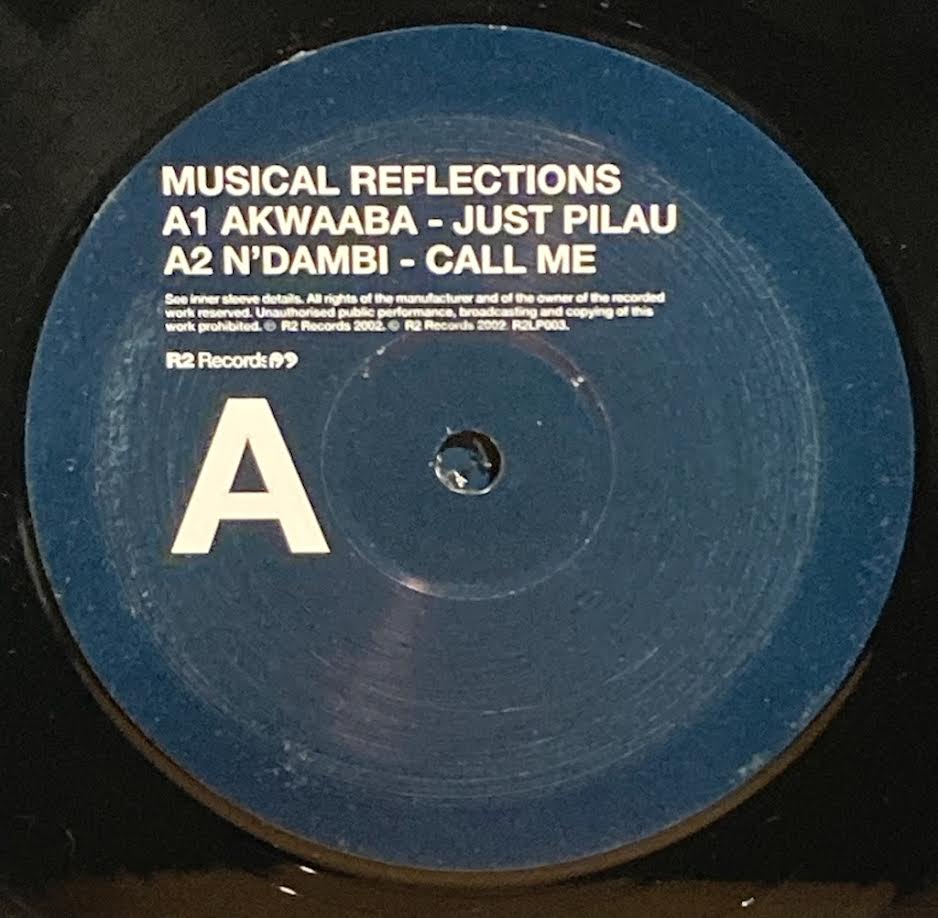 MUSICAL REFLECTIONS
A1 AKWAABA - JUST PILAU
A2 N'DAMBI - CALL ME
See inner sleeve details. All rights of the manufacturer and of the owner of the recorded
work reserved. Unauthorised public performance, broadcasting and copying of this
work prohibited. ℗ R2 Records 2002. © R2 Records 2002. R2LP003.
R2 Records
A